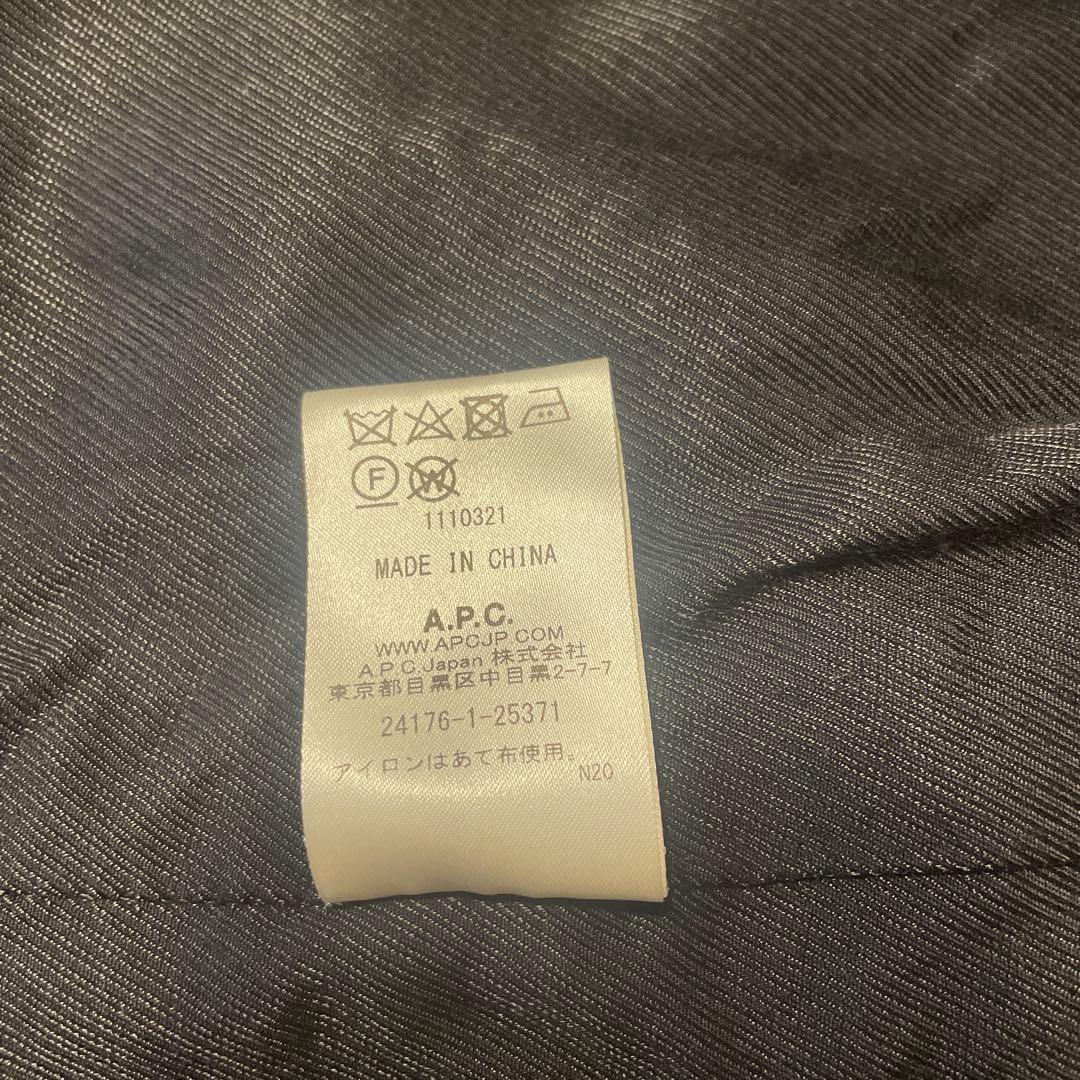 F W
1110321
MADE IN CHINA
A.P.C.
WWW.APCJP.COM
A.P.C.Japan 株式会社
東京都目黒区中目黒2-7-7
24176-1-25371
アイロンはあて布使用。
N20